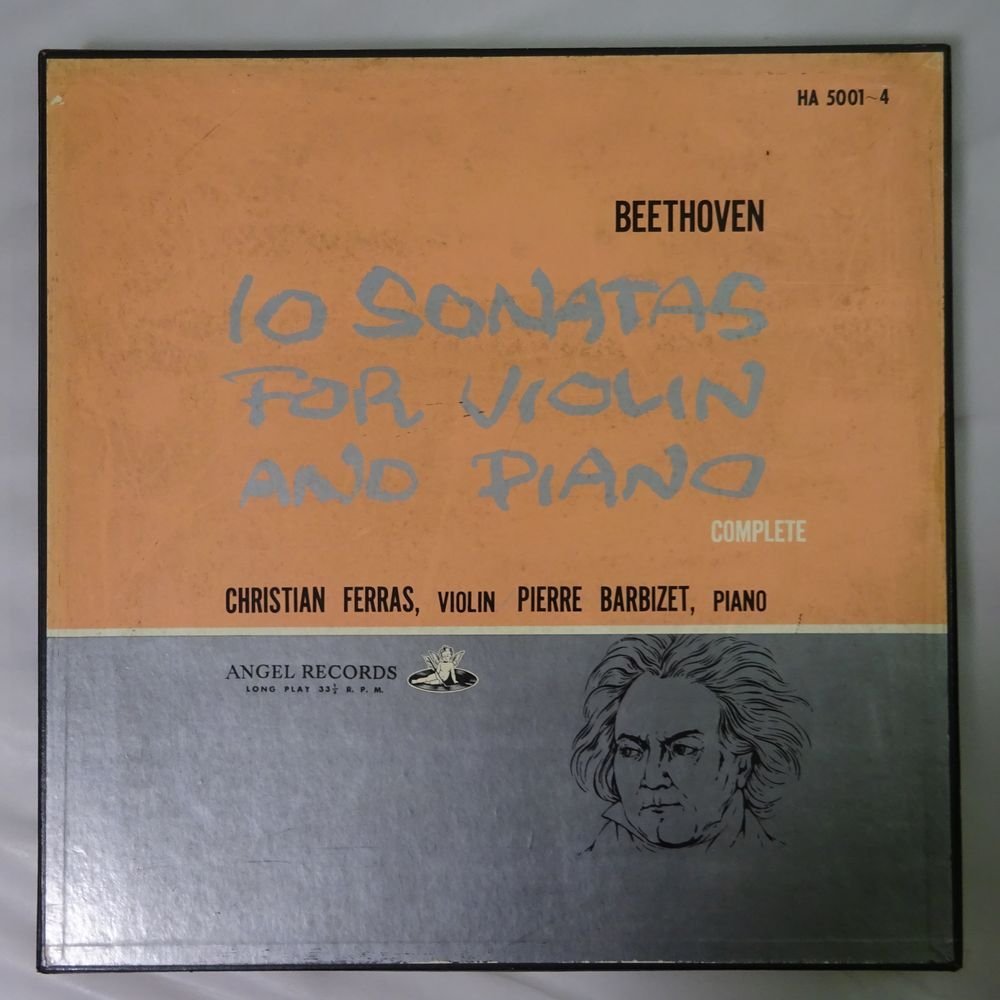 HA 5001~4
BEETHOVEN
10 SONATAS
FOR VIOLIN
AND PIANO
COMPLETE
CHRISTIAN FERRAS, VIOLIN PIERRE BARBIZET, PIANO
ANGEL RECORDS
LONG PLAY 33⅓ R. P. M.